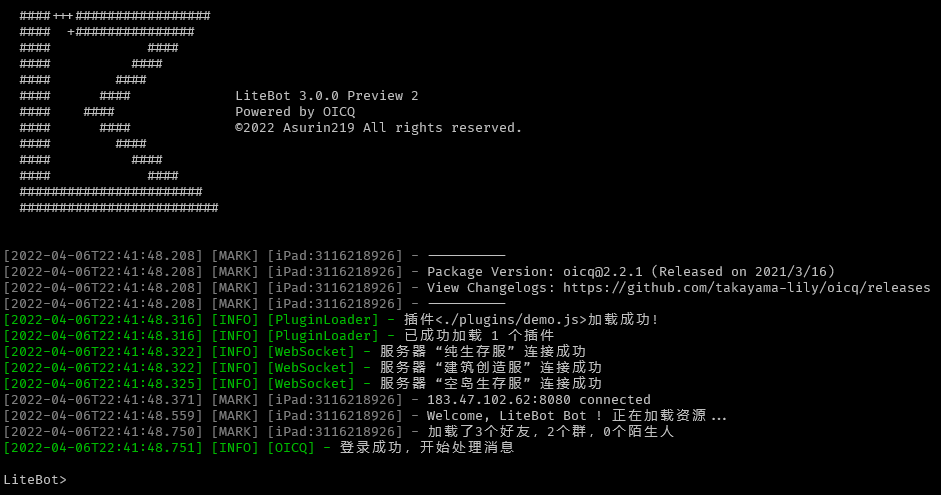 ####+++#################
#### +###############
#### ####
#### ####
#### ####
#### #### LiteBot 3.0.0 Preview 2
#### #### Powered by OICQ
#### #### ©2022 Asurin219 All rights reserved.
#### ####
#### ####
#### ####
#######################
#########################
[2022-04-06T22:41:48.208] [MARK] [iPad:3116218926] - ----------
[2022-04-06T22:41:48.208] [MARK] [iPad:3116218926] - Package Version: oicq@2.2.1 (Released on 2021/3/16)
[2022-04-06T22:41:48.208] [MARK] [iPad:3116218926] - View Changelogs: https://github.com/takayama-lily/oicq/releases
[2022-04-06T22:41:48.208] [MARK] [iPad:3116218926] - ----------
[2022-04-06T22:41:48.316] [INFO] [PluginLoader] - 插件<./plugins/demo.js>加载成功!
[2022-04-06T22:41:48.316] [INFO] [PluginLoader] - 已成功加载 1 个插件
[2022-04-06T22:41:48.322] [INFO] [WebSocket] - 服务器 “纯生存服” 连接成功
[2022-04-06T22:41:48.322] [INFO] [WebSocket] - 服务器 “建筑创造服” 连接成功
[2022-04-06T22:41:48.325] [INFO] [WebSocket] - 服务器 “空岛生存服” 连接成功
[2022-04-06T22:41:48.371] [MARK] [iPad:3116218926] - 183.47.102.62:8080 connected
[2022-04-06T22:41:48.559] [MARK] [iPad:3116218926] - Welcome, LiteBot Bot ! 正在加载资源...
[2022-04-06T22:41:48.750] [MARK] [iPad:3116218926] - 加载了3个好友, 2个群, 0个陌生人
[2022-04-06T22:41:48.751] [INFO] [OICQ] - 登录成功, 开始处理消息
LiteBot>